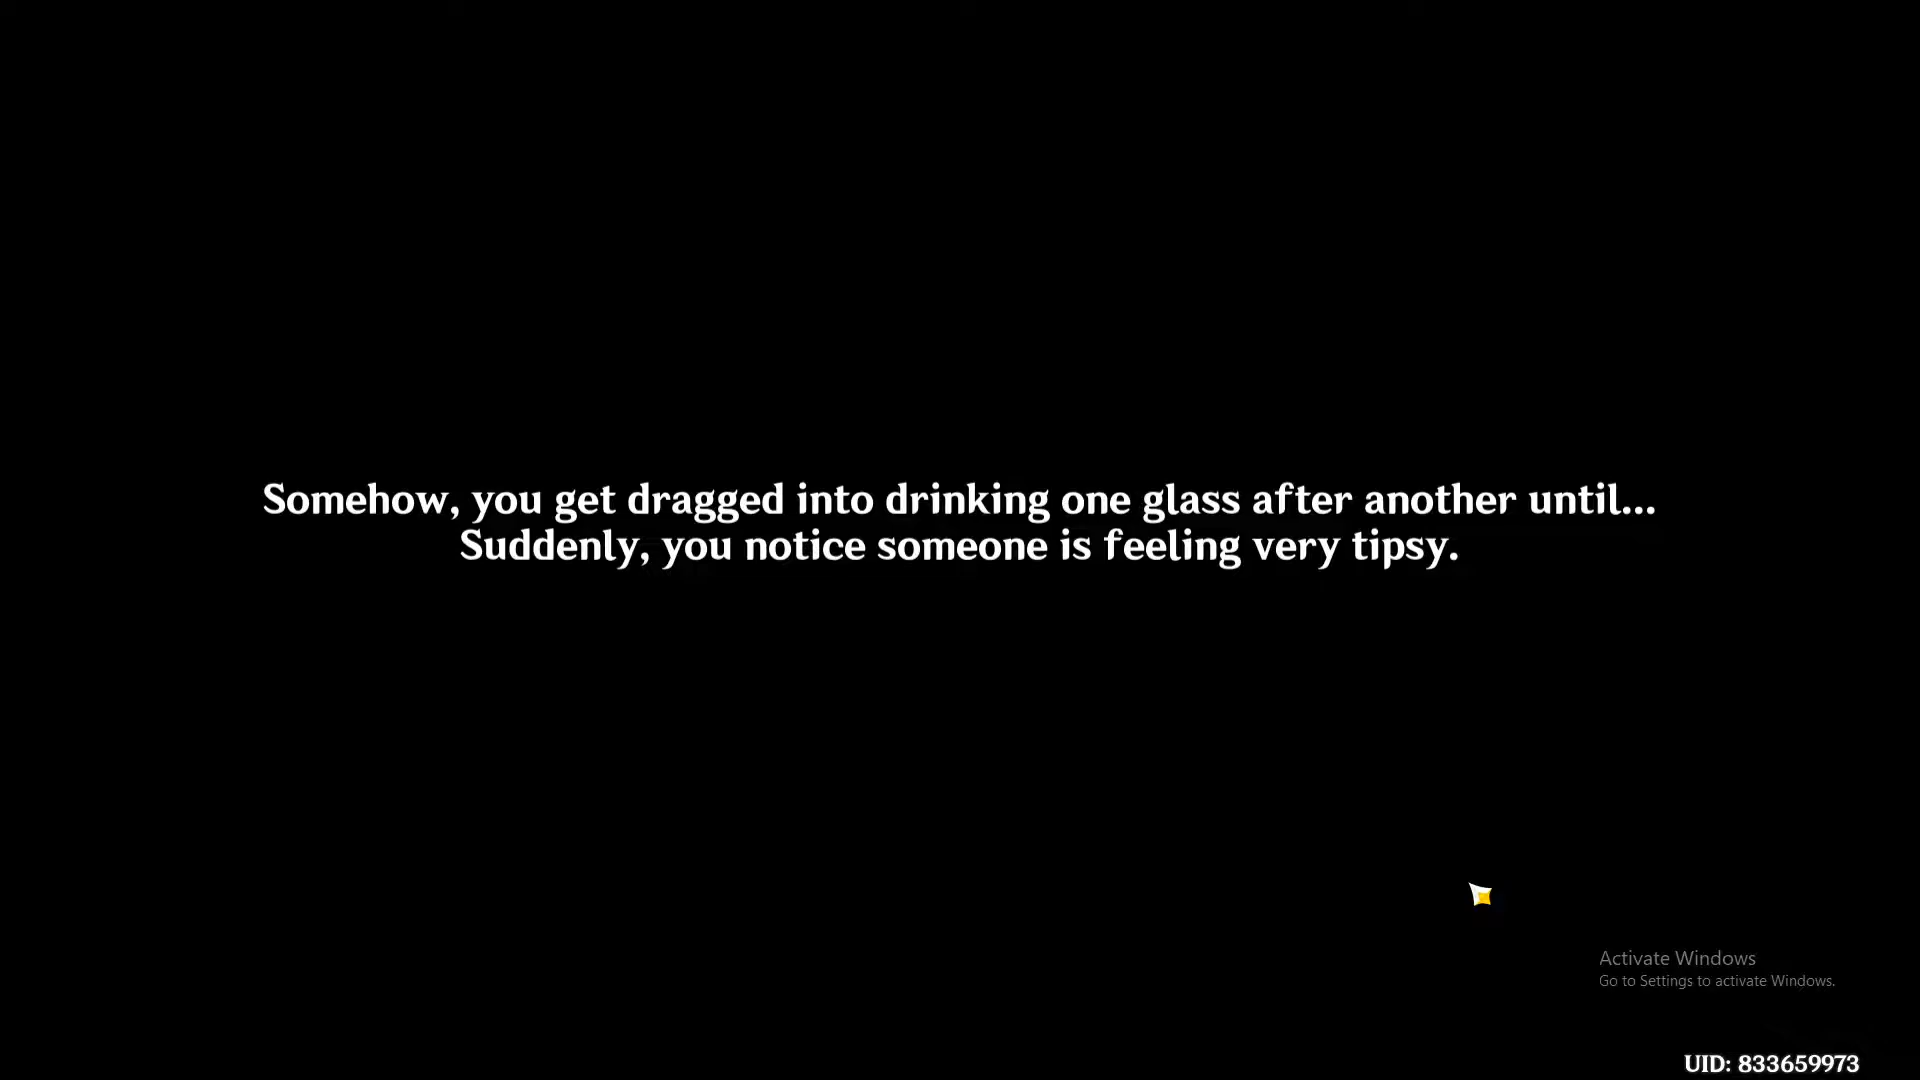 Somehow, you get dragged into drinking one glass after another until...
Suddenly, you notice someone is feeling very tipsy.
Activate Windows
Go to Settings to activate Windows.
UID: 833659973